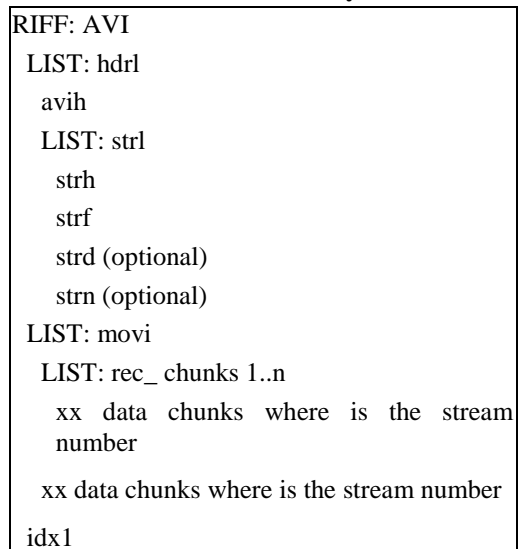 RIFF: AVI
LIST: hdrl
avih
LIST: strl
strh
strf
strd (optional)
strn (optional)
LIST: movi
LIST: rec_ chunks 1..n
xx data chunks where is the stream
number
xx data chunks where is the stream number
idx1